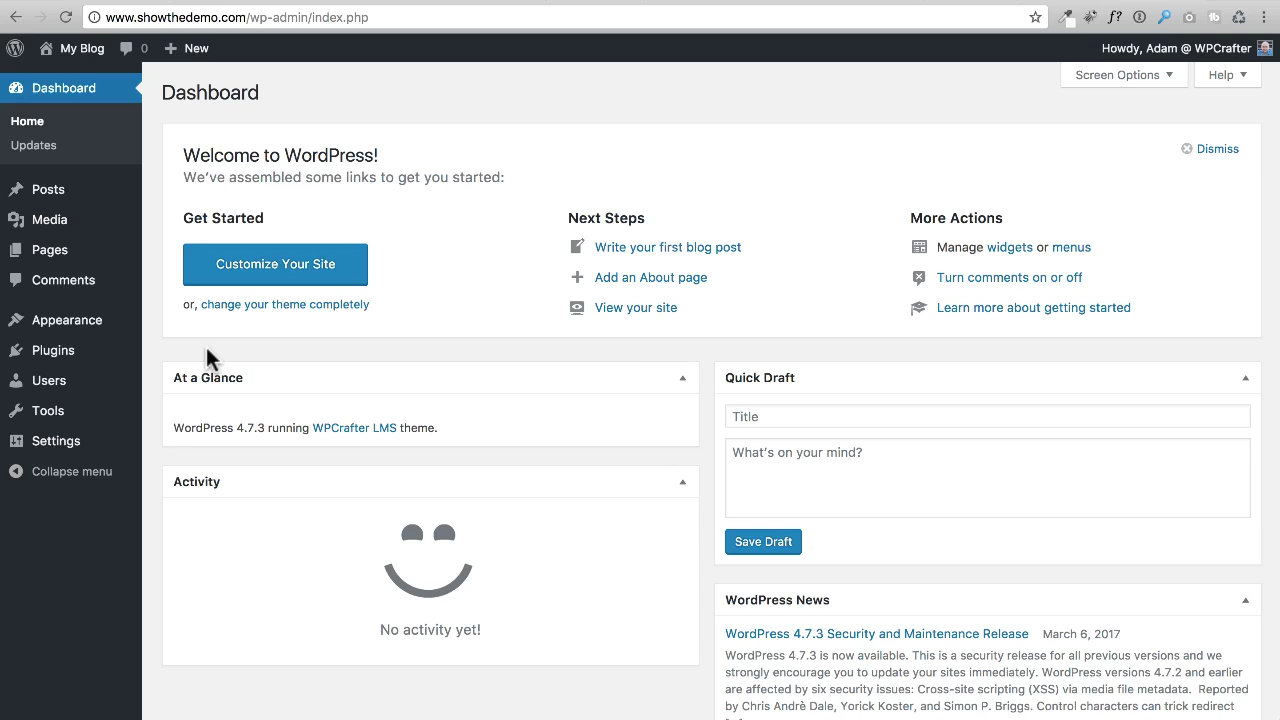 www.showthedemo.com/wp-admin/index.php
f?
My Blog 0 New
Howdy, Adam @ WPCrafter
Dashboard
Home
Updates
Posts
Media
Pages
Comments
Appearance
Plugins
Users
Tools
Settings
Collapse menu
Screen Options
Help
Dashboard
Welcome to WordPress!
We've assembled some links to get you started:
Dismiss
Get Started
Customize Your Site
or, change your theme completely
Next Steps
Write your first blog post
Add an About page
View your site
More Actions
Manage widgets or menus
Turn comments on or off
Learn more about getting started
At a Glance
WordPress 4.7.3 running WPCrafter LMS theme.
Activity
No activity yet!
Quick Draft
Title
What's on your mind?
Save Draft
WordPress News
WordPress 4.7.3 Security and Maintenance Release March 6, 2017
WordPress 4.7.3 is now available. This is a security release for all previous versions and we
strongly encourage you to update your sites immediately. WordPress versions 4.7.2 and earlier
are affected by six security issues: Cross-site scripting (XSS) via media file metadata. Reported
by Chris Andrè Dale, Yorick Koster, and Simon P. Briggs. Control characters can trick redirect